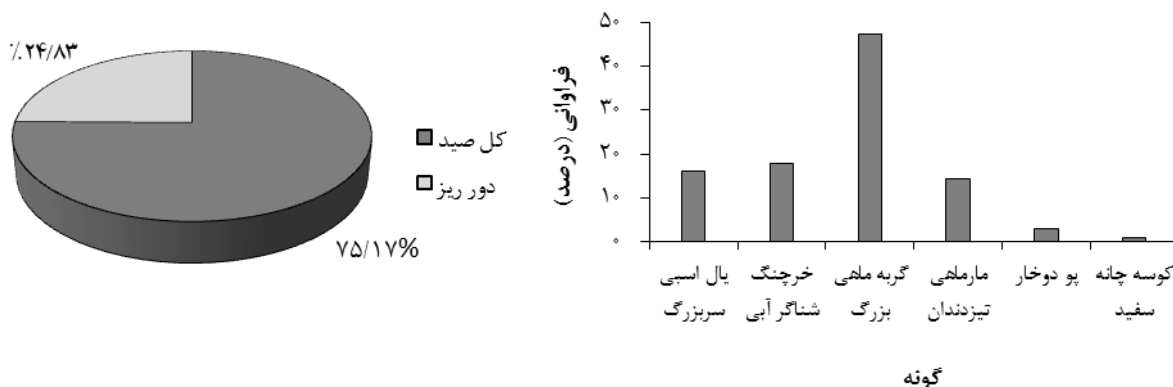 ٪۲۴/۸۳
۷۵/۱۷%
کل صید
دور ریز
فراوانی (درصد)
۵۰
۴۰
۳۰
۲۰
۱۰
۰
یال اسبی
سربزرگ
خرچنگ
شناگر آبی
گربه ماهی
بزرگ
مارماهی
تیزدندان
پو دوخار
کوسه چانه
سفید
گونه